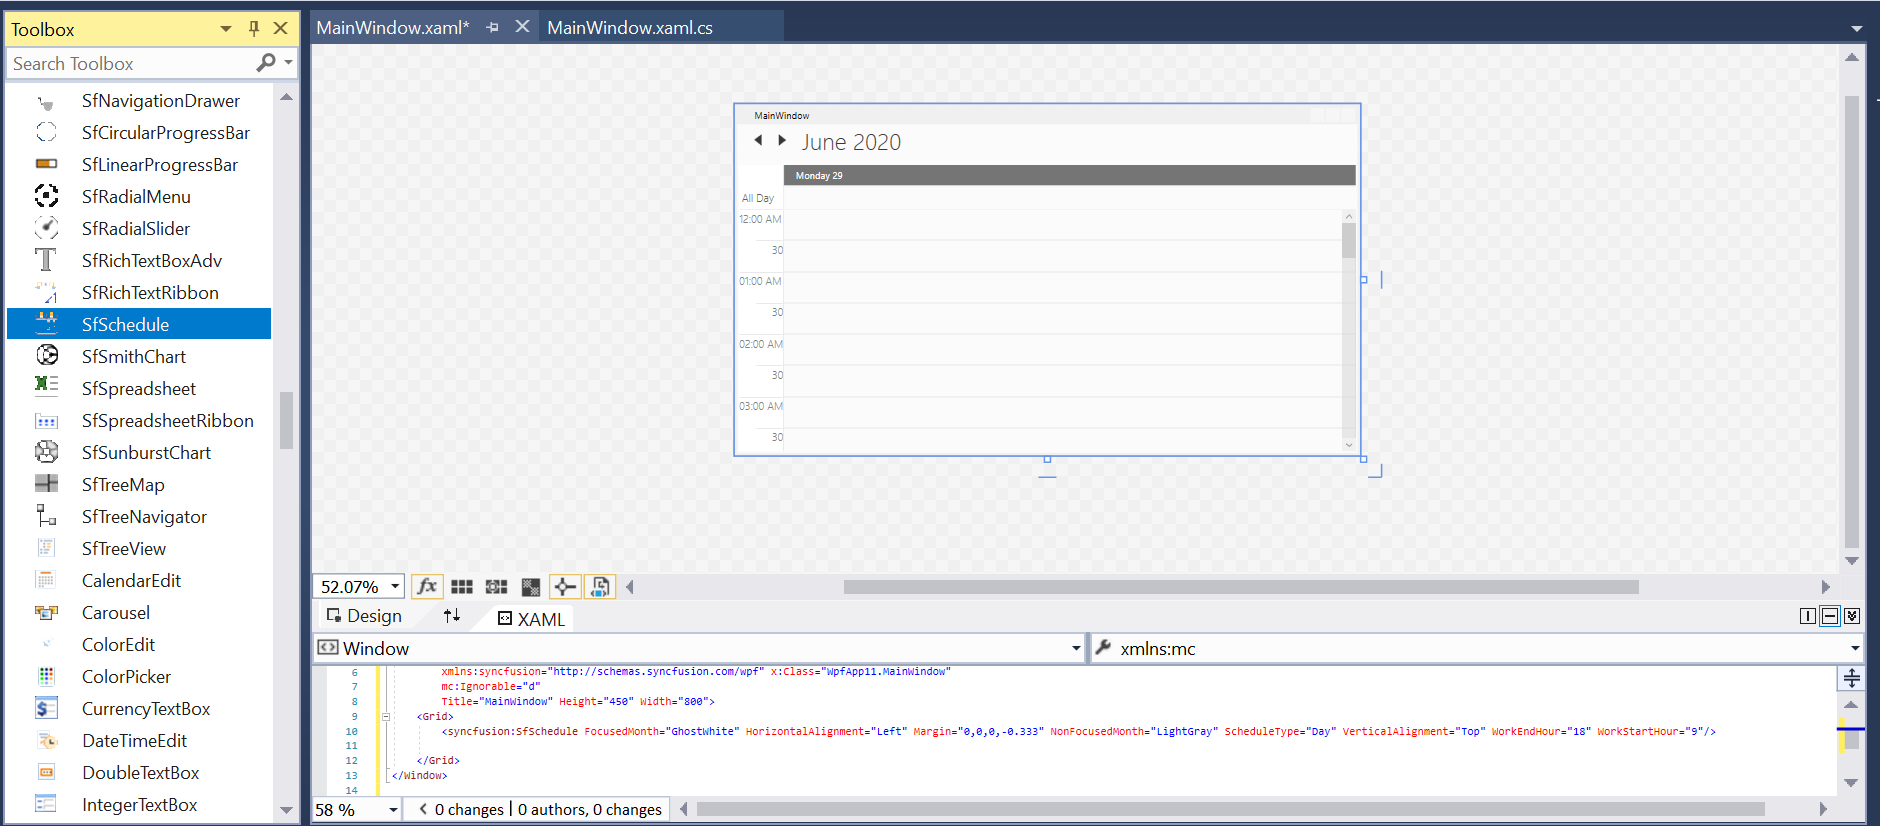 Toolbox
Search Toolbox
SfNavigationDrawer
SfCircularProgressBar
SfLinearProgressBar
SfRadialMenu
SfRadialSlider
SfRichTextBoxAdv
SfRichTextRibbon
SfSchedule
SfSmithChart
SfSpreadsheet
SfSpreadsheetRibbon
SfSunburstChart
SfTreeMap
SfTreeNavigator
SfTreeView
CalendarEdit
Carousel
ColorEdit
ColorPicker
CurrencyTextBox
DateTimeEdit
DoubleTextBox
IntegerTextBox
MainWindow.xaml* MainWindow.xaml.cs
MainWindow
June 2020
Monday 29
All Day
12:00 AM
30
01:00 AM
30
02:00 AM
30
03:00 AM
30
52.07% fx
Design XAML
Window xmlns:mc
6 xmlns:syncfusion="http://schemas.syncfusion.com/wpf" x:Class="WpfApp11.MainWindow"
7 mc:Ignorable="d"
8 Title="MainWindow" Height="450" Width="800">
9 <Grid>
10 <syncfusion:SfSchedule FocusedMonth="GhostWhite" HorizontalAlignment="Left" Margin="0,0,0,-0.333" NonFocusedMonth="LightGray" ScheduleType="Day" VerticalAlignment="Top" WorkEndHour="18" WorkStartHour="9"/>
11
12 </Grid>
13 </Window>
14
58 % 0 changes | 0 authors, 0 changes